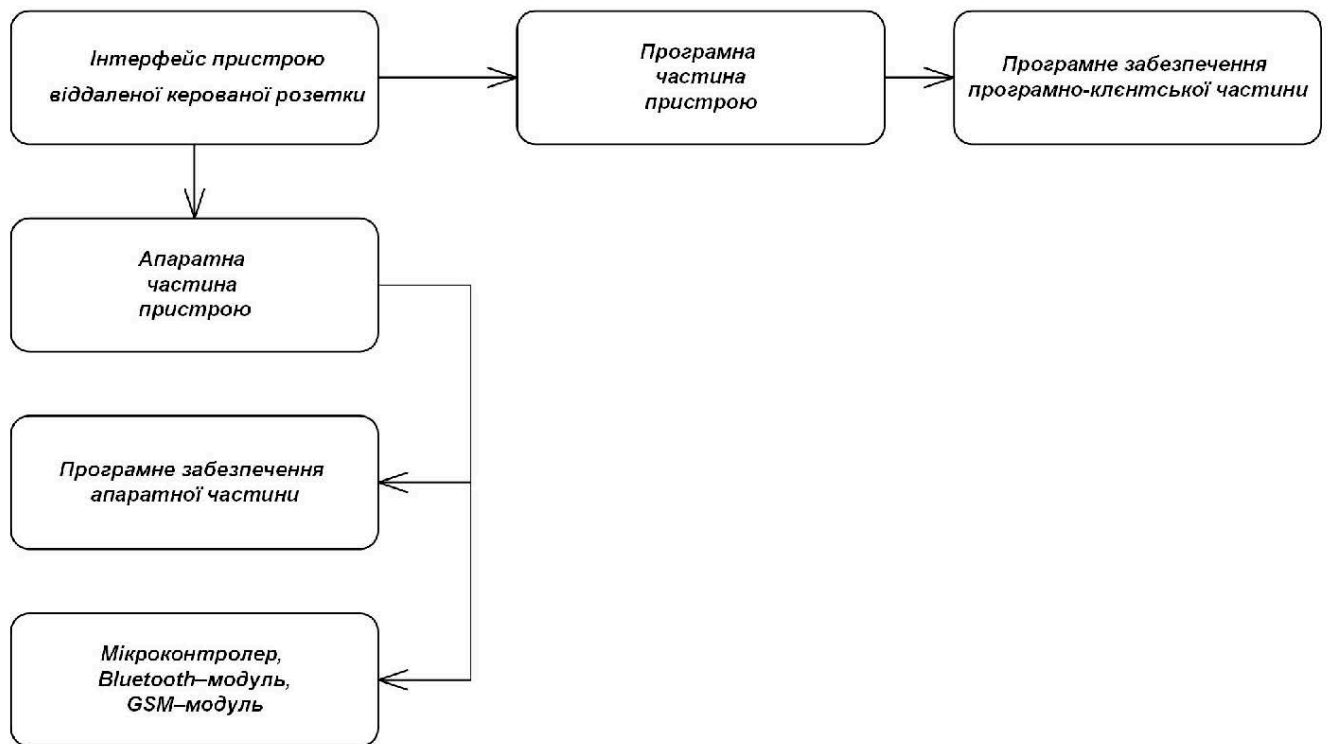 Інтерфейс пристрою
віддаленої керованої розетки
Програмна
частина
пристрою
Програмне забезпечення
програмно-клєнтської частини
Апаратна
частина
пристрою
Програмне забезпечення
апаратної частини
Мікроконтролер,
Bluetooth–модуль,
GSM–модуль